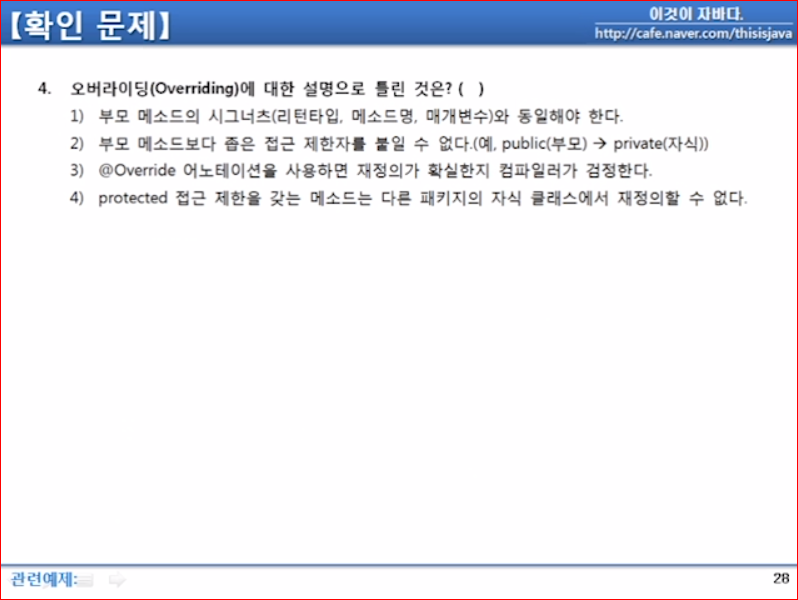 【확인 문제】
이것이 자바다.
http://cafe.naver.com/thisisjava
4. 오버라이딩(Overriding)에 대한 설명으로 틀린 것은? ( )
1) 부모 메소드의 시그너츠(리턴타입, 메소드명, 매개변수)와 동일해야 한다.
2) 부모 메소드보다 좁은 접근 제한자를 붙일 수 없다.(예, public(부모) → private(자식))
3) @Override 어노테이션을 사용하면 재정의가 확실한지 컴파일러가 검정한다.
4) protected 접근 제한을 갖는 메소드는 다른 패키지의 자식 클래스에서 재정의할 수 없다.
관련예제:
28